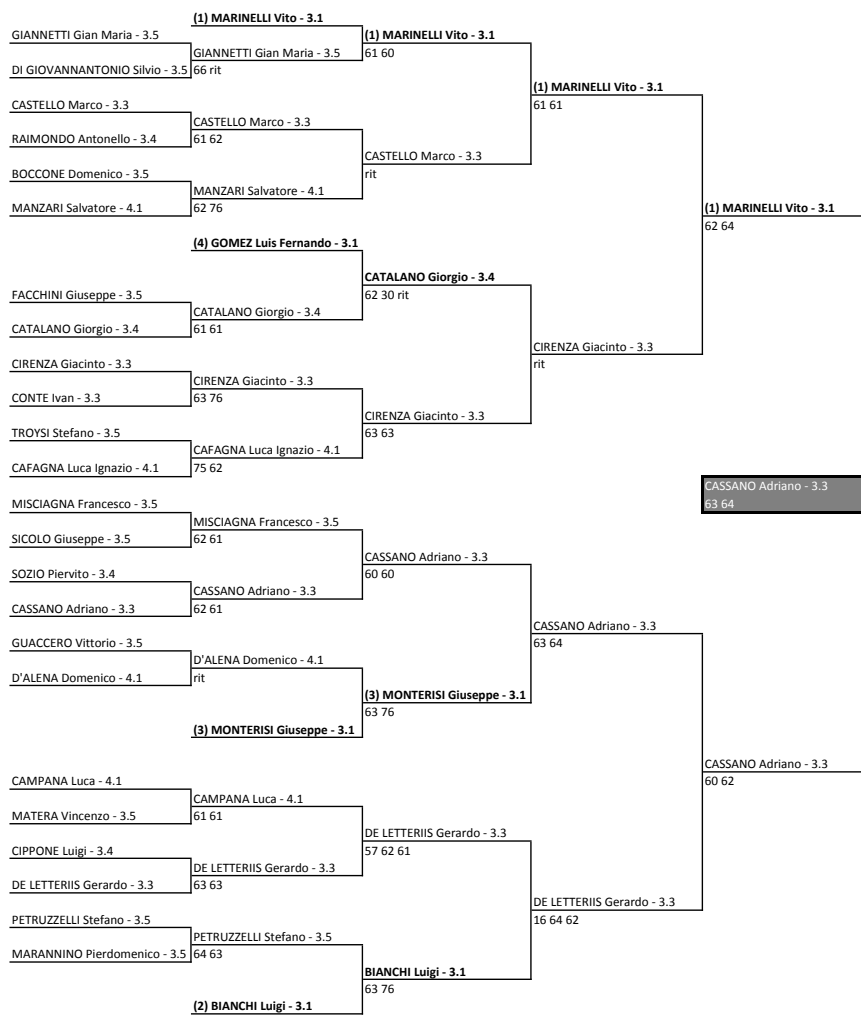 (1) MARINELLI Vito - 3.1
GIANNETTI Gian Maria - 3.5
(1) MARINELLI Vito - 3.1
GIANNETTI Gian Maria - 3.5
61 60
DI GIOVANNANTONIO Silvio - 3.5
66 rit
(1) MARINELLI Vito - 3.1
CASTELLO Marco - 3.3
61 61
CASTELLO Marco - 3.3
RAIMONDO Antonello - 3.4
61 62
CASTELLO Marco - 3.3
BOCCONE Domenico - 3.5
rit
MANZARI Salvatore - 4.1
MANZARI Salvatore - 4.1
62 76
(1) MARINELLI Vito - 3.1
62 64
(4) GOMEZ Luis Fernando - 3.1
CATALANO Giorgio - 3.4
FACCHINI Giuseppe - 3.5
62 30 rit
CATALANO Giorgio - 3.4
CATALANO Giorgio - 3.4
61 61
CIRENZA Giacinto - 3.3
CIRENZA Giacinto - 3.3
rit
CIRENZA Giacinto - 3.3
CONTE Ivan - 3.3
63 76
CIRENZA Giacinto - 3.3
TROYSI Stefano - 3.5
63 63
CAFAGNA Luca Ignazio - 4.1
CAFAGNA Luca Ignazio - 4.1
75 62
CASSANO Adriano - 3.3
63 64
MISCIAGNA Francesco - 3.5
MISCIAGNA Francesco - 3.5
SICOLO Giuseppe - 3.5
62 61
CASSANO Adriano - 3.3
SOZIO Piervito - 3.4
60 60
CASSANO Adriano - 3.3
CASSANO Adriano - 3.3
62 61
CASSANO Adriano - 3.3
GUACCERO Vittorio - 3.5
63 64
D'ALENA Domenico - 4.1
D'ALENA Domenico - 4.1
rit
(3) MONTERISI Giuseppe - 3.1
63 76
(3) MONTERISI Giuseppe - 3.1
CASSANO Adriano - 3.3
CAMPANA Luca - 4.1
60 62
CAMPANA Luca - 4.1
MATERA Vincenzo - 3.5
61 61
DE LETTERIIS Gerardo - 3.3
CIPPONE Luigi - 3.4
57 62 61
DE LETTERIIS Gerardo - 3.3
DE LETTERIIS Gerardo - 3.3
63 63
DE LETTERIIS Gerardo - 3.3
PETRUZZELLI Stefano - 3.5
16 64 62
PETRUZZELLI Stefano - 3.5
MARANNINO Pierdomenico - 3.5
64 63
BIANCHI Luigi - 3.1
63 76
(2) BIANCHI Luigi - 3.1